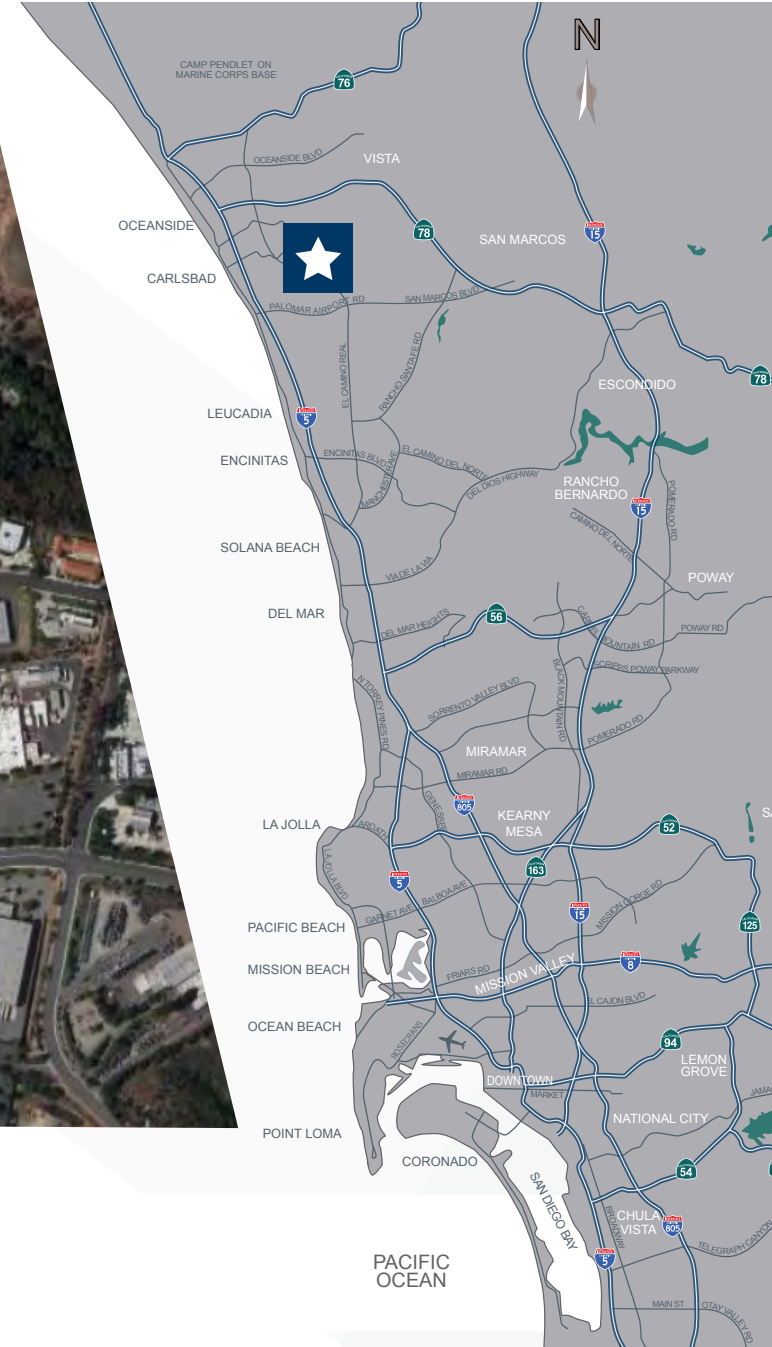 N
CAMP PENDLET ON
MARINE CORPS BASE
CALIFORNIA
76
OCEANSIDE BLVD
VISTA
OCEANSIDE
78
SAN MARCOS
15
CARLSBAD
PALOMAR AIRPORT RD
SAN MARCOS BLVD
EL CAMINO REAL
RANCHO SANTA FE RD
ESCONDIDO
78
LEUCADIA
5
ENCINITAS
ENCINITAS BLVD
MANCHESTER AVE
EL CAMINO DEL NORTE
DEL DIOS HIGHWAY
RANCHO
BERNARDO
15
POMERADO RD
CAMINO DEL NORTE
SOLANA BEACH
VIA DE LA VIA
POWAY
DEL MAR
DEL MAR HEIGHTS
56
CARMEL MOUNTAIN RD
POWAY RD
SCRIPPS POWAY PARKWAY
BLACK MOUNTAIN RD
N TORREY PINES RD
SORRENTO VALLEY BLVD
POMERADO RD
MIRAMAR
MIRAMAR RD
GENESSEE
805
KEARNY
MESA
52
SA
LA JOLLA
ARDATH
LA JOLLA BLVD
163
5
BALBOA AVE
GARNET AVE
15
MISSION GORGE RD
125
PACIFIC BEACH
MISSION BEACH
FRIARS RD
MISSION VALLEY
8
EL CAJON BLVD
OCEAN BEACH
ROSECRANS
94
LEMON
GROVE
DOWNTOWN
MARKET
JAMA
NATIONAL CITY
POINT LOMA
CORONADO
54
SAN DIEGO BAY
BROADWAY
CHULA
VISTA
805
TELEGRAPH CANYON
5
PACIFIC
OCEAN
MAIN ST
OTAY VALLEY RD